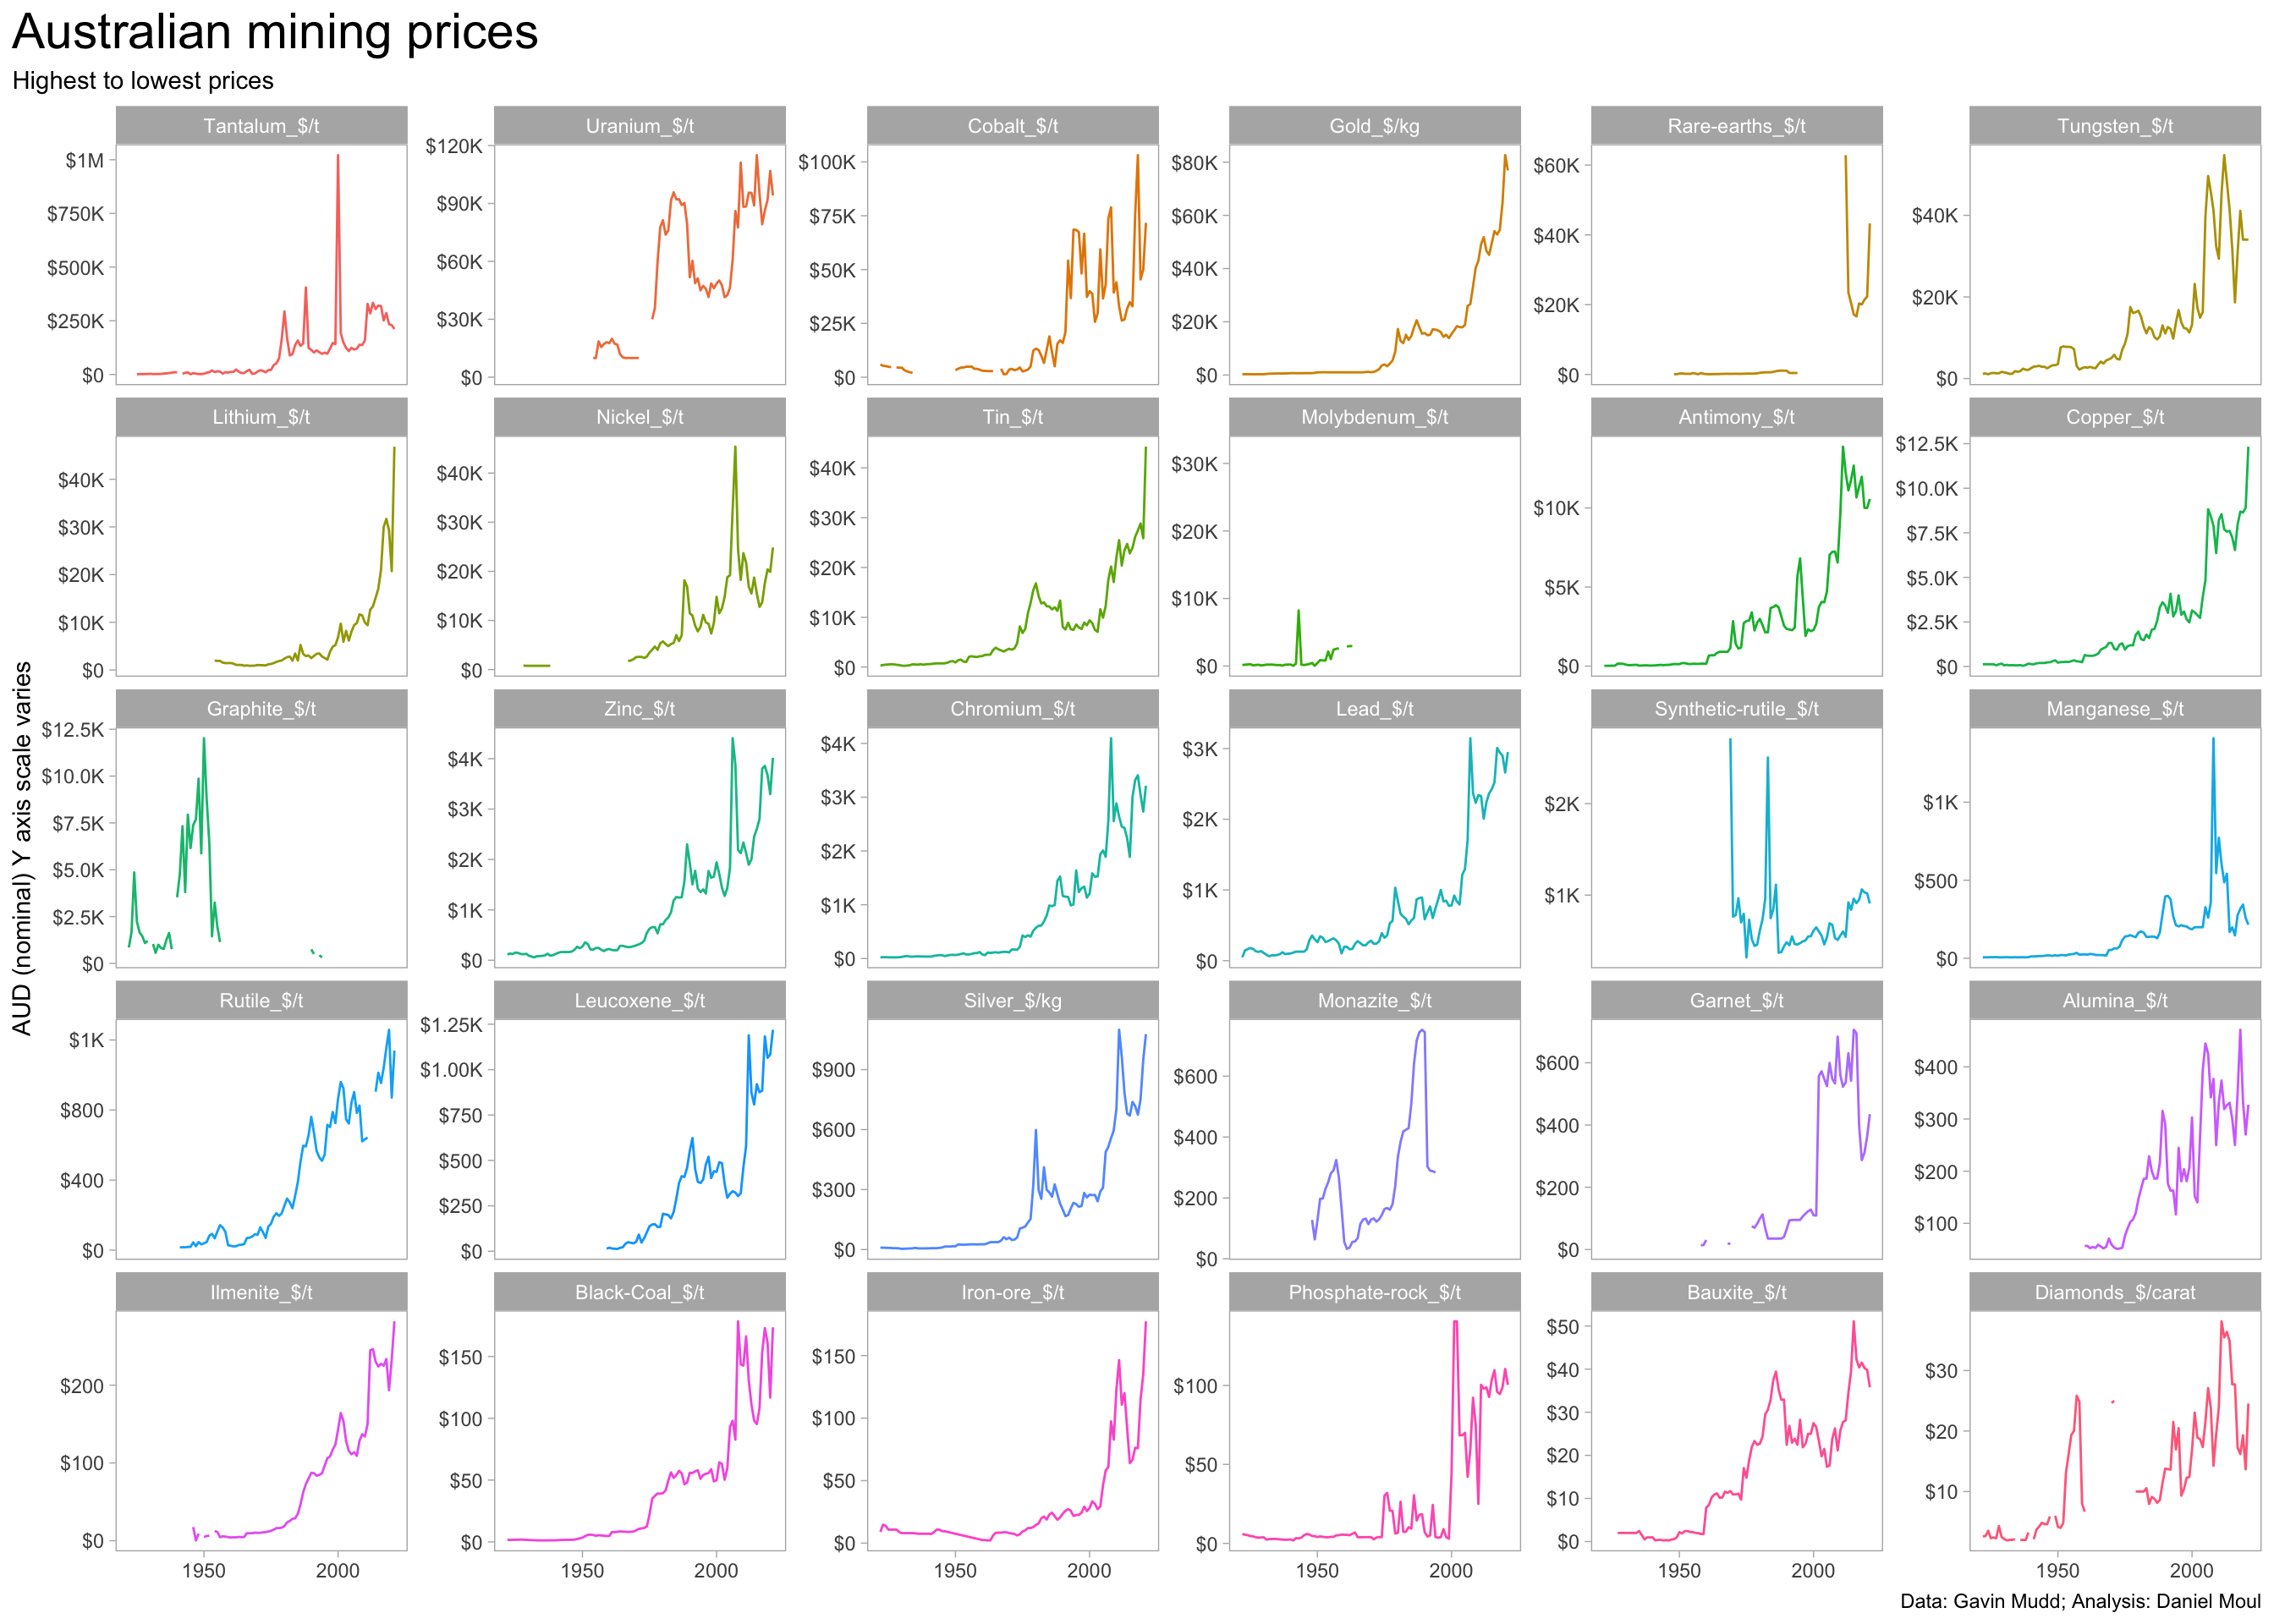 Australian mining prices
Highest to lowest prices
AUD (nominal) Y axis scale varies
Tantalum_$/t
$1M
$750K
$500K
$250K
$0
Uranium_$/t
$120K
$90K
$60K
$30K
$0
Cobalt_$/t
$100K
$75K
$50K
$25K
$0
Gold_$/kg
$80K
$60K
$40K
$20K
$0
Rare-earths_$/t
$60K
$40K
$20K
$0
Tungsten_$/t
$40K
$20K
$0
Lithium_$/t
$40K
$30K
$20K
$10K
$0
Nickel_$/t
$40K
$30K
$20K
$10K
$0
Tin_$/t
$40K
$30K
$20K
$10K
$0
Molybdenum_$/t
$30K
$20K
$10K
$0
Antimony_$/t
$10K
$5K
$0
Copper_$/t
$12.5K
$10.0K
$7.5K
$5.0K
$2.5K
$0
Graphite_$/t
$12.5K
$10.0K
$7.5K
$5.0K
$2.5K
$0
Zinc_$/t
$4K
$3K
$2K
$1K
$0
Chromium_$/t
$4K
$3K
$2K
$1K
$0
Lead_$/t
$3K
$2K
$1K
$0
Synthetic-rutile_$/t
$2K
$1K
Manganese_$/t
$1K
$500
$0
Rutile_$/t
$1K
$800
$400
$0
Leucoxene_$/t
$1.25K
$1.00K
$750
$500
$250
$0
Silver_$/kg
$900
$600
$300
$0
Monazite_$/t
$600
$400
$200
$0
Garnet_$/t
$600
$400
$200
$0
Alumina_$/t
$400
$300
$200
$100
Ilmenite_$/t
$200
$100
$0
Black-Coal_$/t
$150
$100
$50
$0
Iron-ore_$/t
$150
$100
$50
$0
Phosphate-rock_$/t
$100
$50
$0
Bauxite_$/t
$50
$40
$30
$20
$10
$0
Diamonds_$/carat
$30
$20
$10
1950 2000
1950 2000
1950 2000
1950 2000
1950 2000
1950 2000
Data: Gavin Mudd; Analysis: Daniel Moul